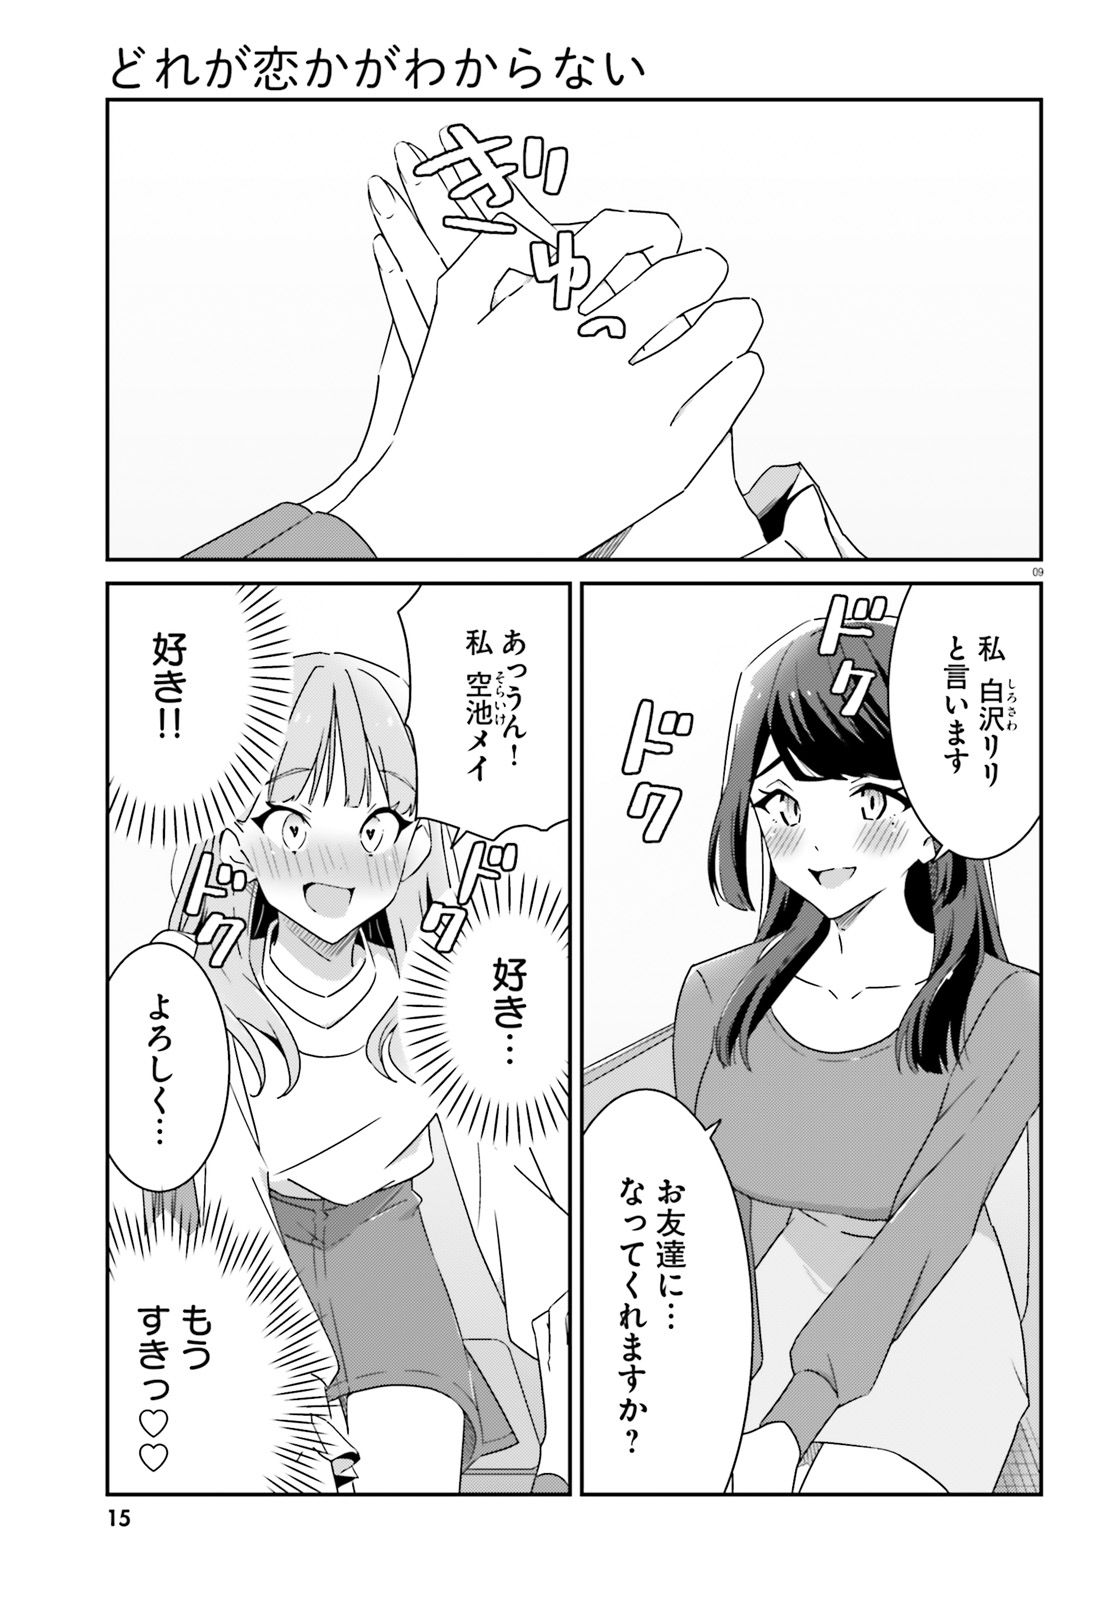 どれが恋かがわからない
ぎゅ
ギリ
09
私 白沢リリ
しろさわ
と言います
ドク
ドク
お友達に…
なってくれますか？
あっうん！
私 空池メイ
そらいけ
好き…
ドク
好き!!
ドク
よろしく…
もう
すきっ♡♡
15